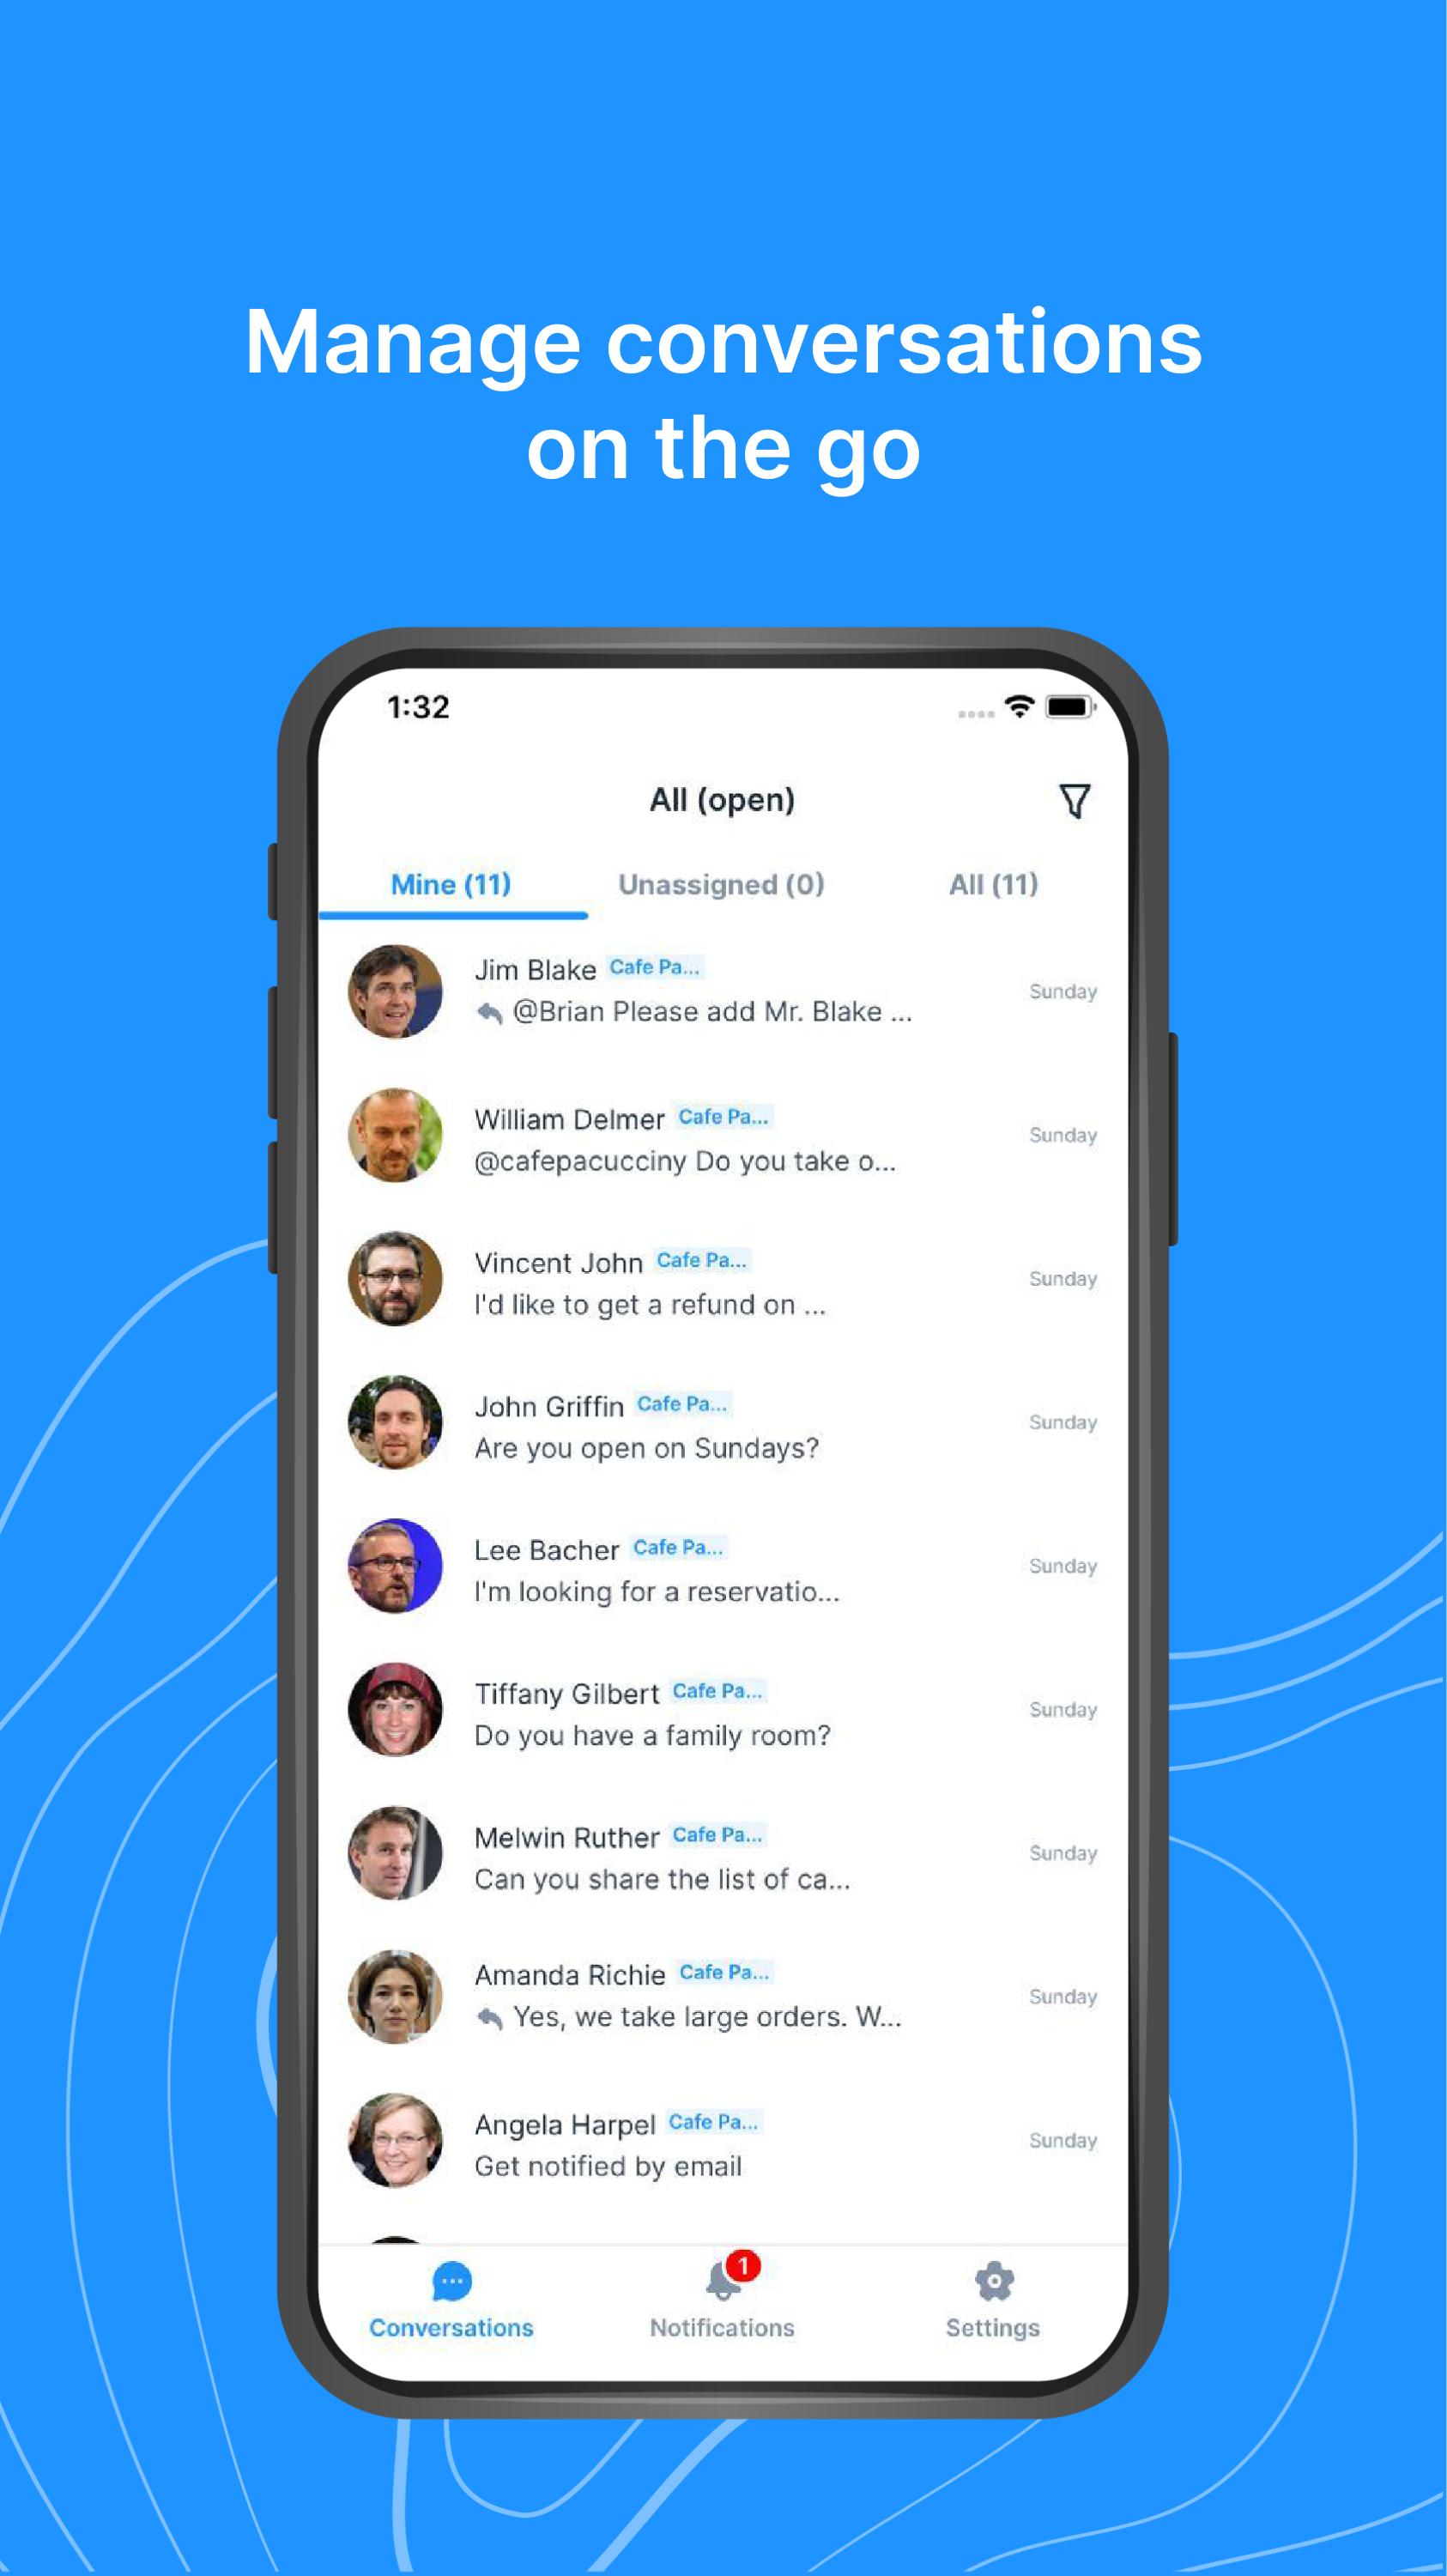 Manage conversations
on the go
1:32
All (open)
Mine (11) Unassigned (0) All (11)
Jim Blake Cafe Pa...
@Brian Please add Mr. Blake ... Sunday
William Delmer Cafe Pa...
@cafepacucciny Do you take o... Sunday
Vincent John Cafe Pa...
I'd like to get a refund on ... Sunday
John Griffin Cafe Pa...
Are you open on Sundays? Sunday
Lee Bacher Cafe Pa...
I'm looking for a reservatio... Sunday
Tiffany Gilbert Cafe Pa...
Do you have a family room? Sunday
Melwin Ruther Cafe Pa...
Can you share the list of ca... Sunday
Amanda Richie Cafe Pa...
Yes, we take large orders. W... Sunday
Angela Harpel Cafe Pa...
Get notified by email Sunday
1
Conversations Notifications Settings